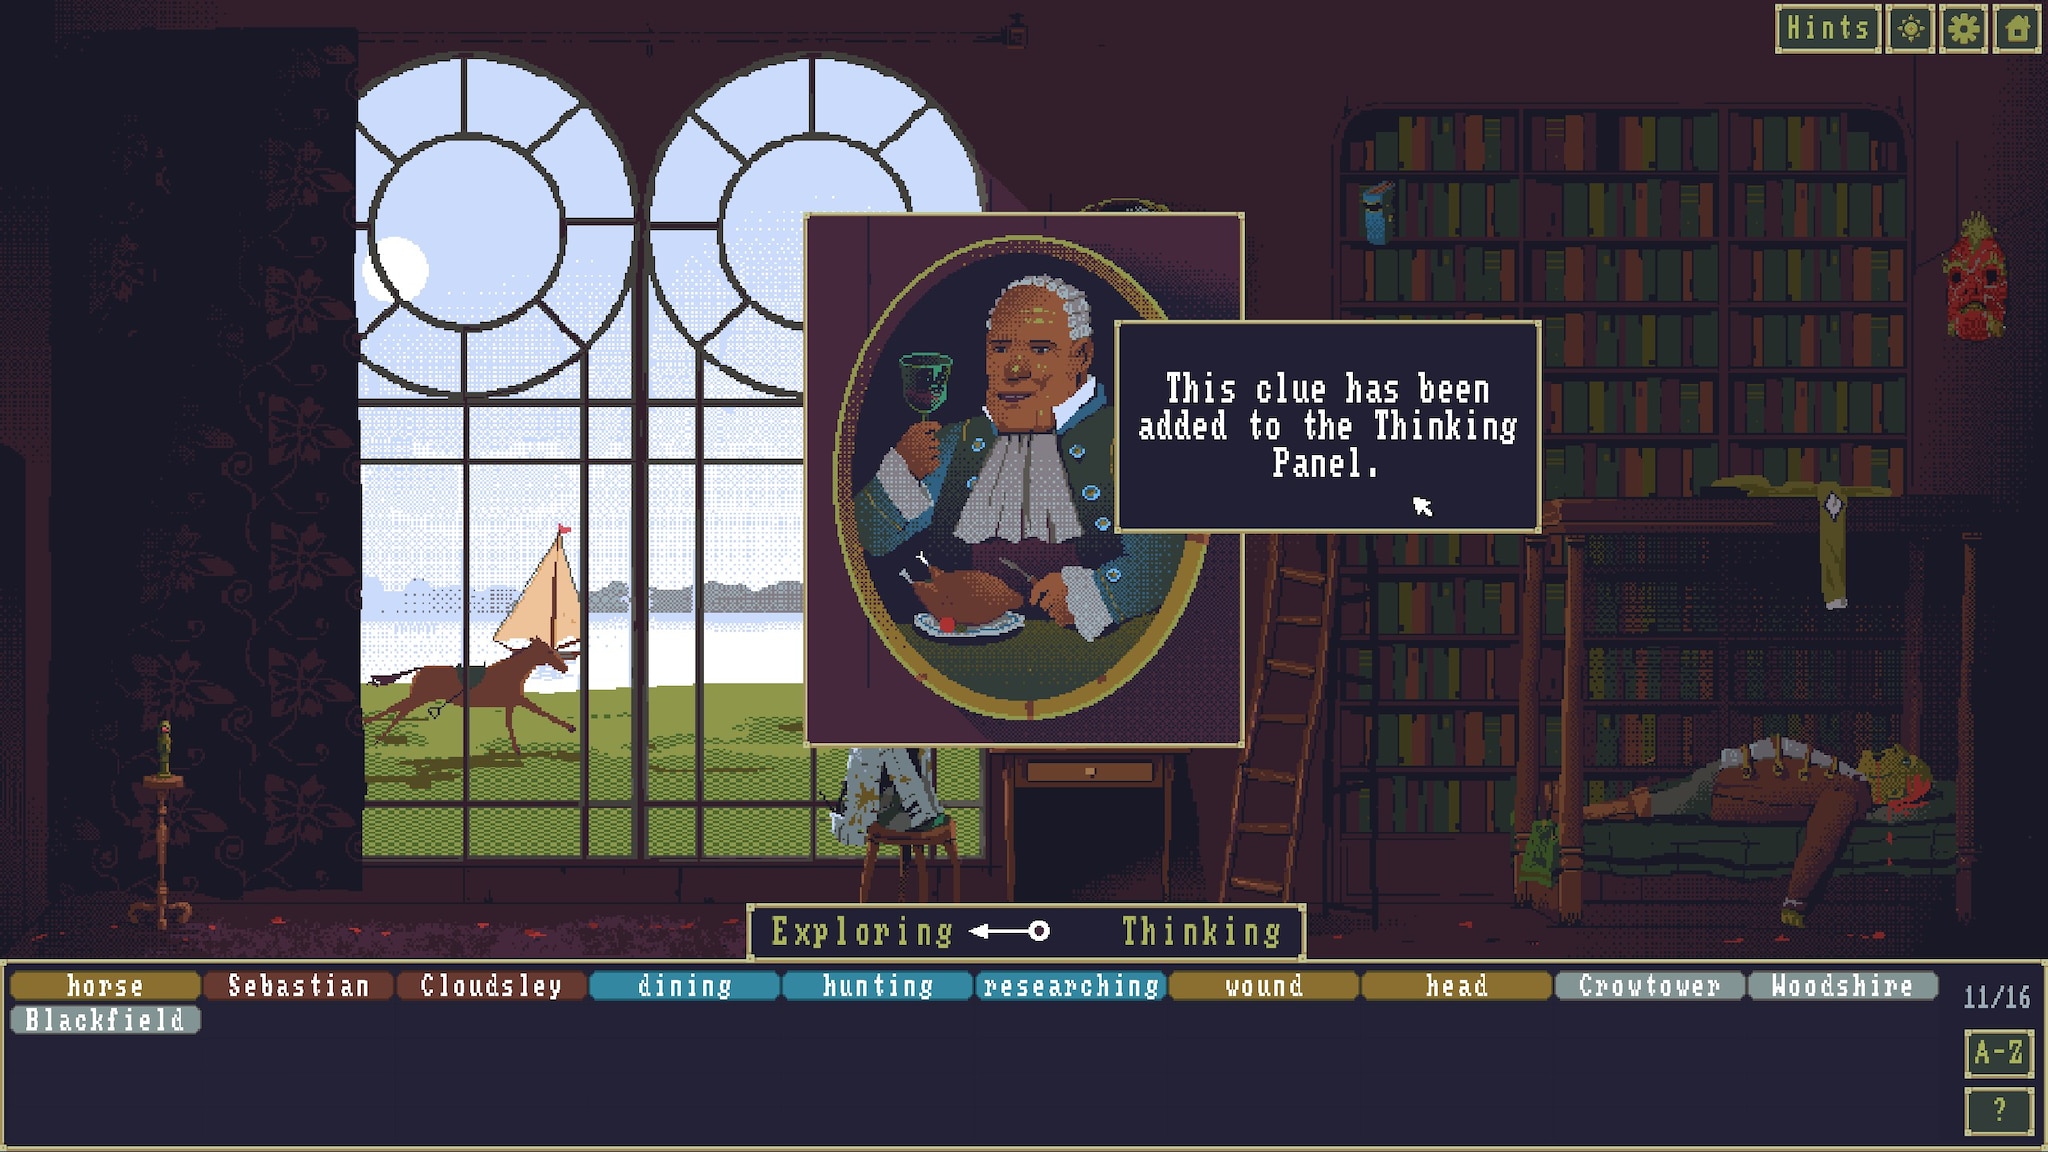 Hints
This clue has been
added to the Thinking
Panel.
Exploring Thinking
horse Sebastian Cloudsley dining hunting researching wound head Crowtower Woodshire
11/16
Blackfield
A-Z
?